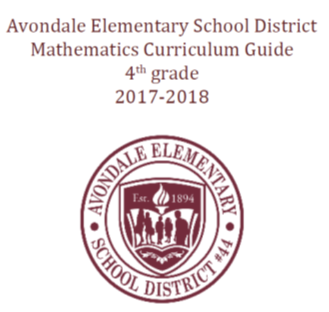 Avondale Elementary School District
Mathematics Curriculum Guide
4th grade
2017-2018
AVONDALE ELEMENTARY
Est. 1894
SCHOOL DISTRICT #44